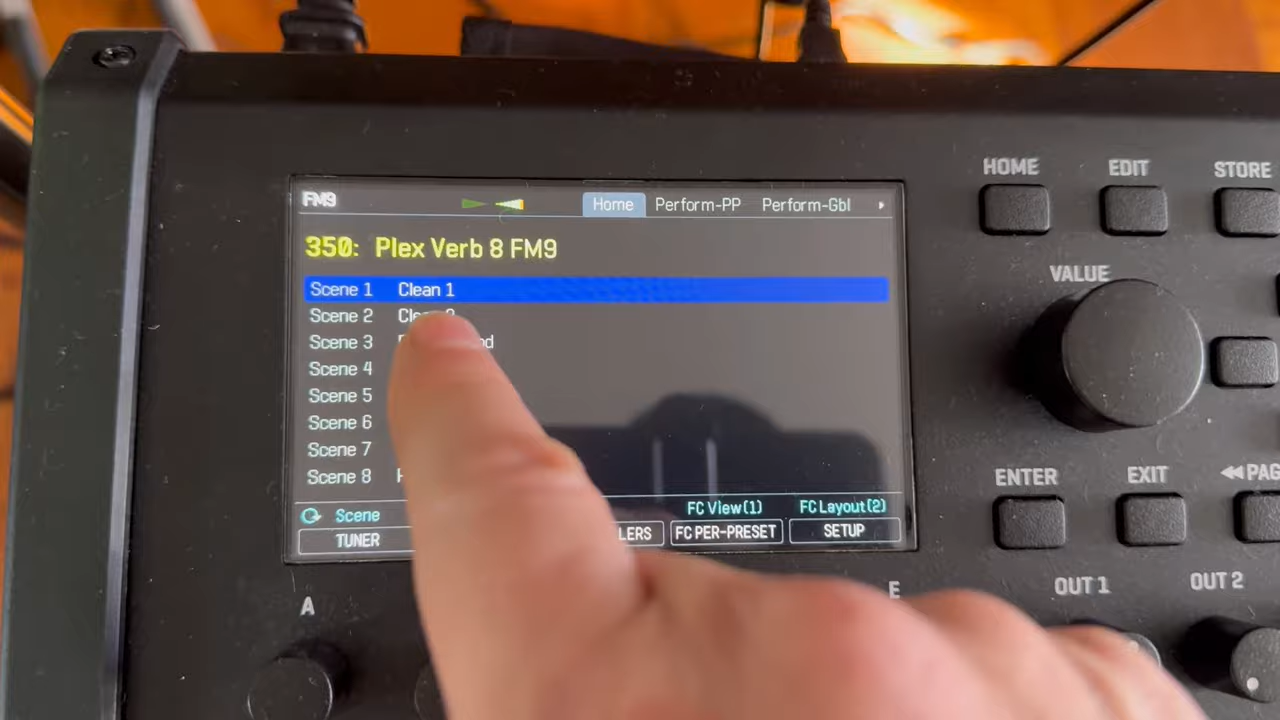 HOME EDIT STORE
FM9 Home Perform-PP Perform-Gbl
350: Plex Verb 8 FM9
VALUE
Scene 1 Clean 1
Scene 2
Scene 3
Scene 4
Scene 5
Scene 6
Scene 7
Scene 8
ENTER EXIT
Scene FC View(1) FC Layout(2)
TUNER FC PER-PRESET SETUP
A E OUT 1 OUT 2